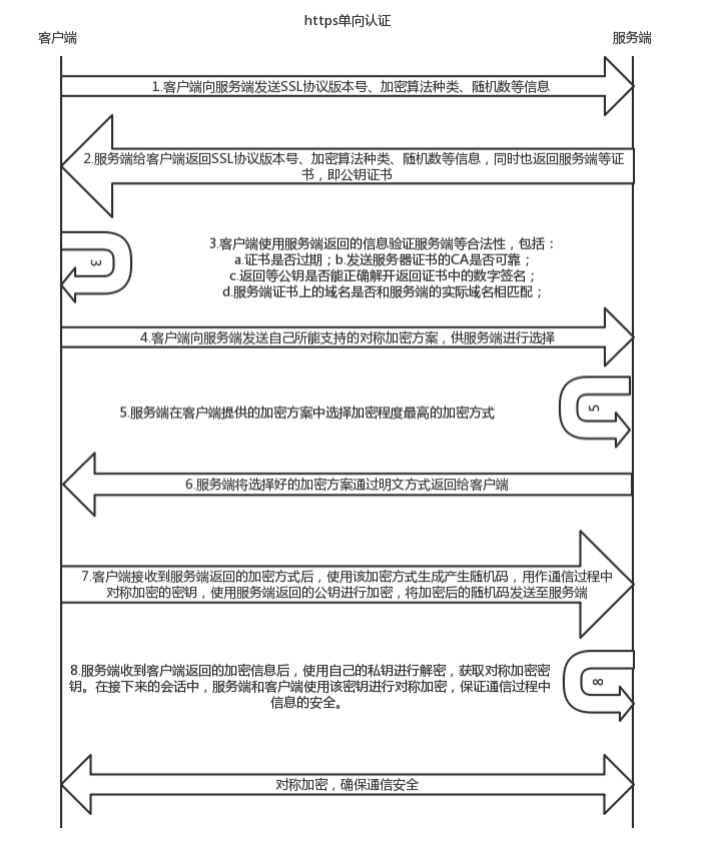 https单向认证
客户端
服务端
1.客户端向服务端发送SSL协议版本号、加密算法种类、随机数等信息
2.服务端给客户端返回SSL协议版本号、加密算法种类、随机数等信息，同时也返回服务端等证
书，即公钥证书
3
3.客户端使用服务端返回的信息验证服务端等合法性，包括：
a.证书是否过期；b.发送服务器证书的CA是否可靠；
c.返回等公钥是否能正确解开返回证书中的数字签名；
d.服务端证书上的域名是否和服务端的实际域名相匹配；
4.客户端向服务端发送自己所能支持的对称加密方案，供服务端进行选择
5.服务端在客户端提供的加密方案中选择加密程度最高的加密方式
5
6.服务端将选择好的加密方案通过明文方式返回给客户端
7.客户端接收到服务端返回的加密方式后，使用该加密方式生成产生随机码，用作通信过程中
对称加密的密钥，使用服务端返回的公钥进行加密，将加密后的随机码发送至服务端
8.服务端收到客户端返回的加密信息后，使用自己的私钥进行解密，获取对称加密密
钥。在接下来的会话中，服务端和客户端使用该密钥进行对称加密，保证通信过程中
信息的安全。
8
对称加密，确保通信安全